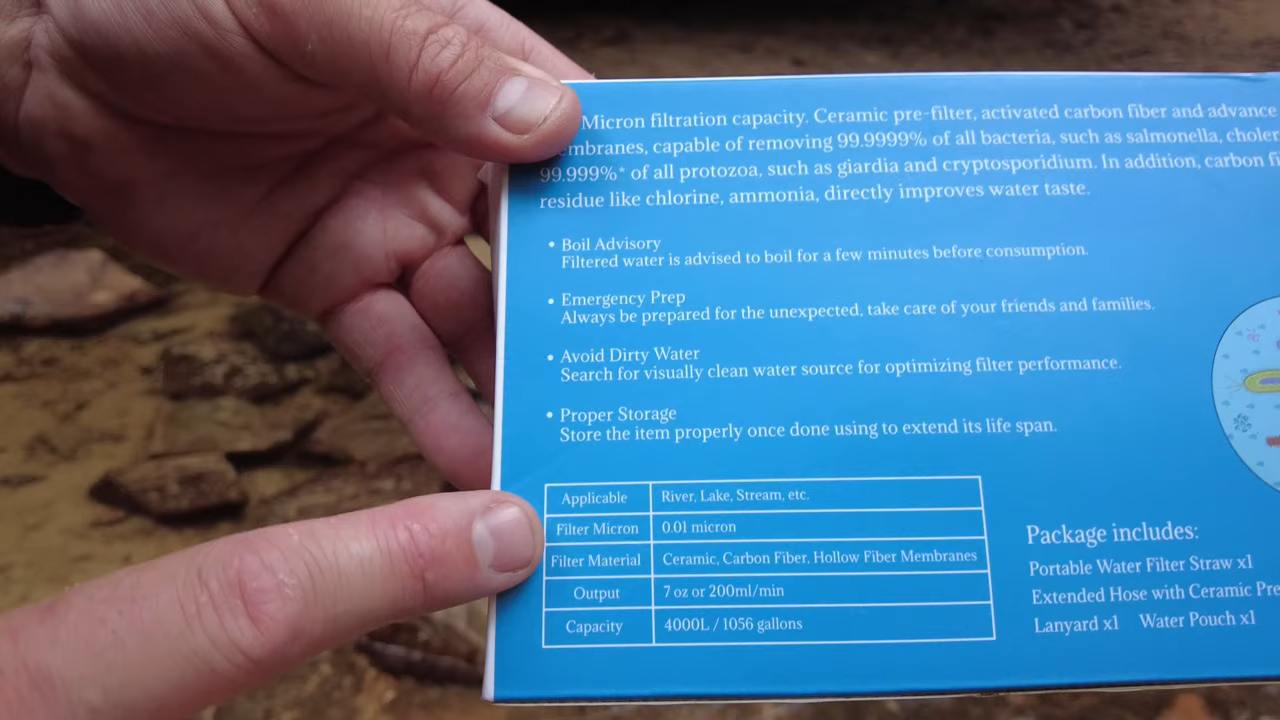 Micron filtration capacity. Ceramic pre-filter, activated carbon fiber and advance
embranes, capable of removing 99.9999% of all bacteria, such as salmonella, choler
99.999%* of all protozoa, such as giardia and cryptosporidium. In addition, carbon fi
residue like chlorine, ammonia, directly improves water taste.
• Boil Advisory
Filtered water is advised to boil for a few minutes before consumption.
• Emergency Prep
Always be prepared for the unexpected, take care of your friends and families.
• Avoid Dirty Water
Search for visually clean water source for optimizing filter performance.
• Proper Storage
Store the item properly once done using to extend its life span.
Applicable River, Lake, Stream, etc.
Filter Micron 0.01 micron
Filter Material Ceramic, Carbon Fiber, Hollow Fiber Membranes
Output 7 oz or 200ml/min
Capacity 4000L / 1056 gallons
Package includes:
Portable Water Filter Straw x1
Extended Hose with Ceramic Pre
Lanyard x1 Water Pouch x1